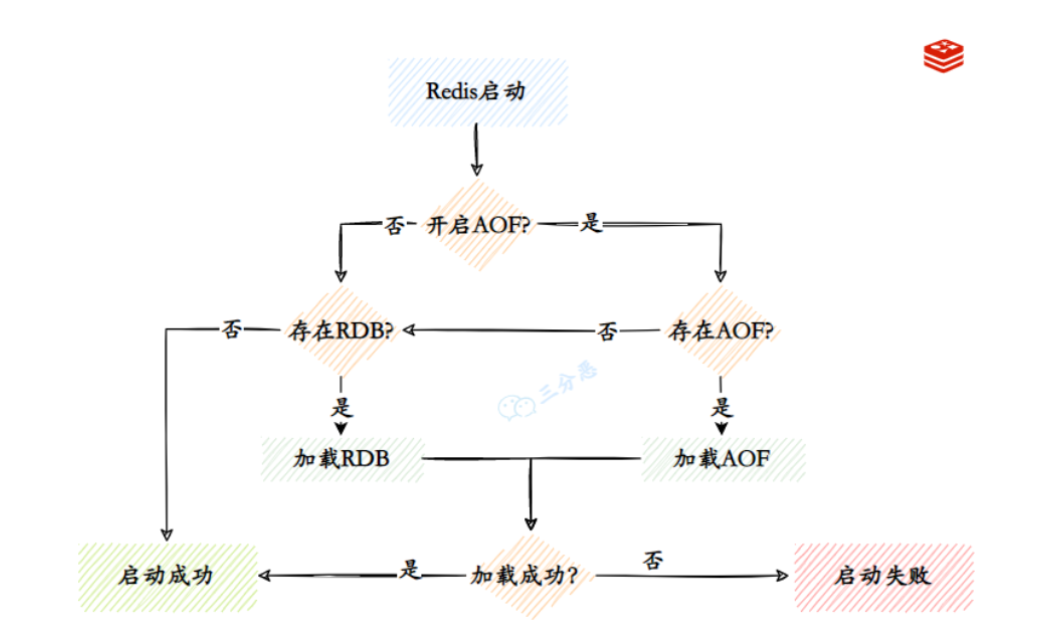 Redis启动
否
开启AOF?
是
否
存在RDB?
否
存在AOF?
三分恶
是
是
加载RDB
加载AOF
启动成功
是
加载成功?
否
启动失败